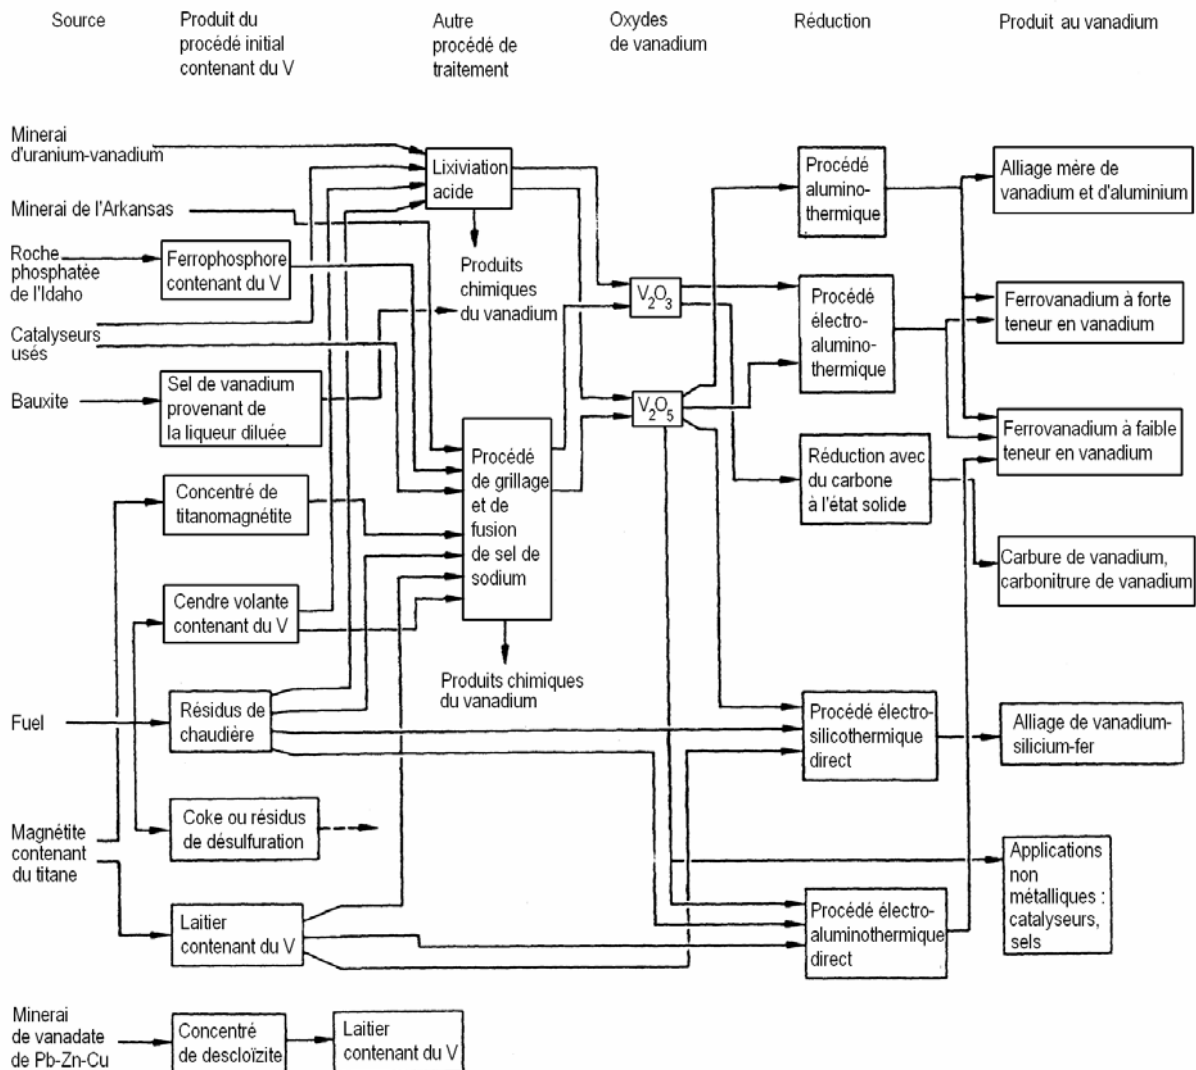 Source
Produit du
procédé initial
contenant du V
Autre
procédé de
traitement
Oxydes
de vanadium
Réduction
Produit au vanadium
Minerai
d'uranium-vanadium
Minerai de l'Arkansas
Roche
phosphatée
de l'Idaho
Catalyseurs
usés
Bauxite
Fuel
Magnétite
contenant
du titane
Minerai
de vanadate
de Pb-Zn-Cu
Ferrophosphore
contenant du V
Sel de vanadium
provenant de
la liqueur diluée
Concentré de
titanomagnétite
Cendre volante
contenant du V
Résidus de
chaudière
Coke ou résidus
de désulfuration
Laitier
contenant du V
Concentré
de descloïzite
Laitier
contenant du V
Lixiviation
acide
Produits
chimiques
du vanadium
Procédé
de grillage
et de
fusion
de sel de
sodium
Produits chimiques
du vanadium
V2O3
V2O5
Procédé
alumino-
thermique
Procédé
électro-
alumino-
thermique
Réduction avec
du carbone
à l'état solide
Procédé électro-
silicothermique
direct
Procédé électro-
aluminothermique
direct
Alliage mère de
vanadium et d'aluminium
Ferrovanadium à forte
teneur en vanadium
Ferrovanadium à faible
teneur en vanadium
Carbure de vanadium,
carbonitrure de vanadium
Alliage de vanadium-
silicium-fer
Applications
non
métalliques :
catalyseurs,
sels